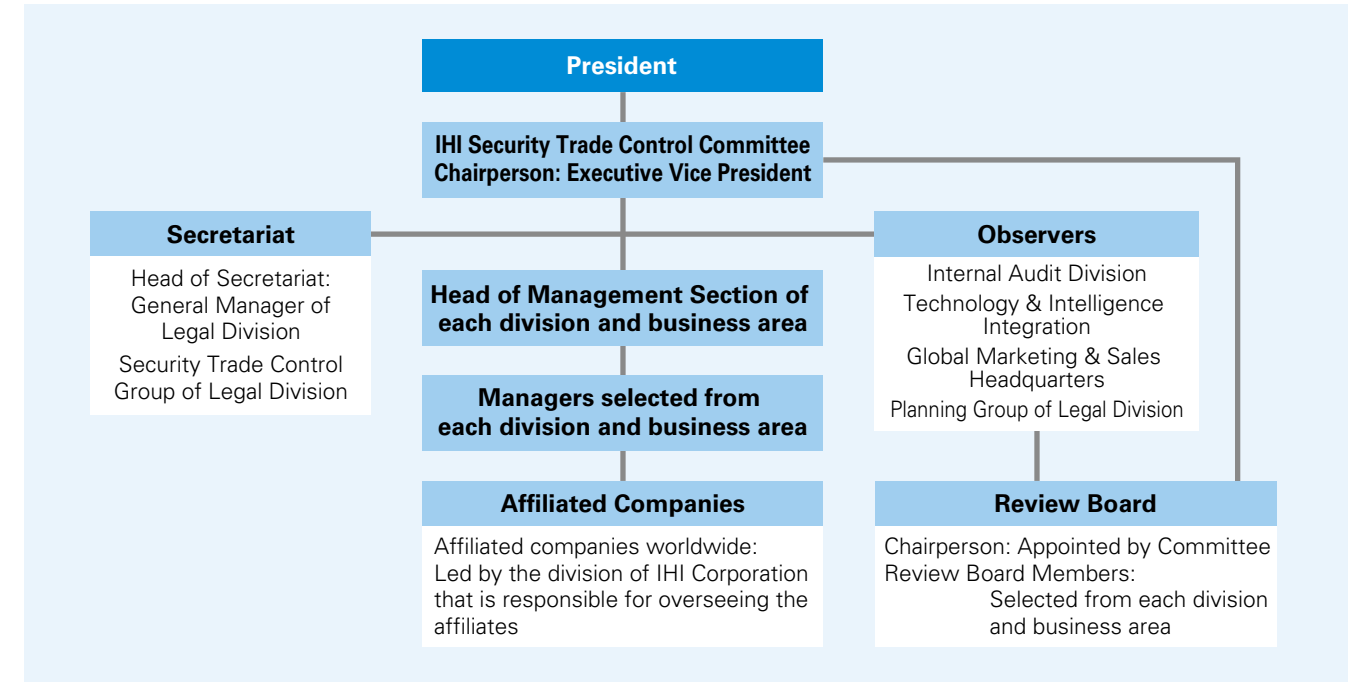 President
IHI Security Trade Control Committee
Chairperson: Executive Vice President
Secretariat
Head of Secretariat:
General Manager of
Legal Division
Security Trade Control
Group of Legal Division
Observers
Internal Audit Division
Technology & Intelligence
Integration
Global Marketing & Sales
Headquarters
Planning Group of Legal Division
Head of Management Section of
each division and business area
Managers selected from
each division and business area
Affiliated Companies
Affiliated companies worldwide:
Led by the division of IHI Corporation
that is responsible for overseeing the
affiliates
Review Board
Chairperson: Appointed by Committee
Review Board Members:
Selected from each division
and business area